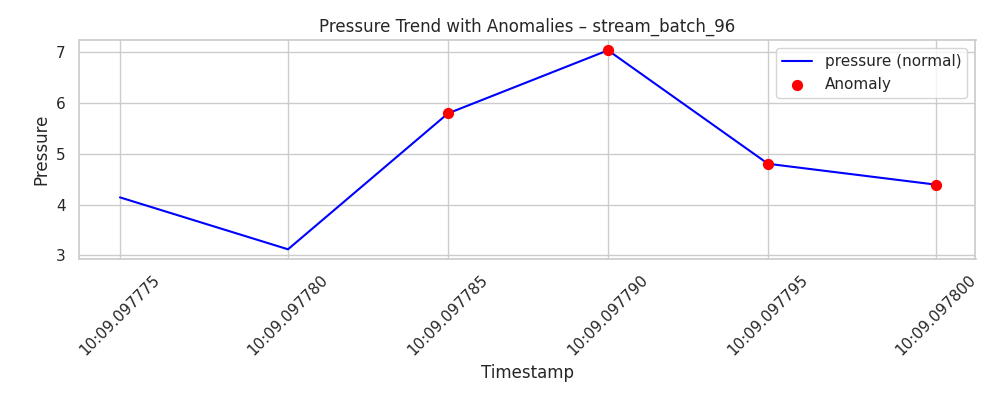 Pressure Trend with Anomalies – stream_batch_96
pressure (normal)
Anomaly
Pressure
7
6
5
4
3
10:09.097775
10:09.097780
10:09.097785
10:09.097790
10:09.097795
10:09.097800
Timestamp